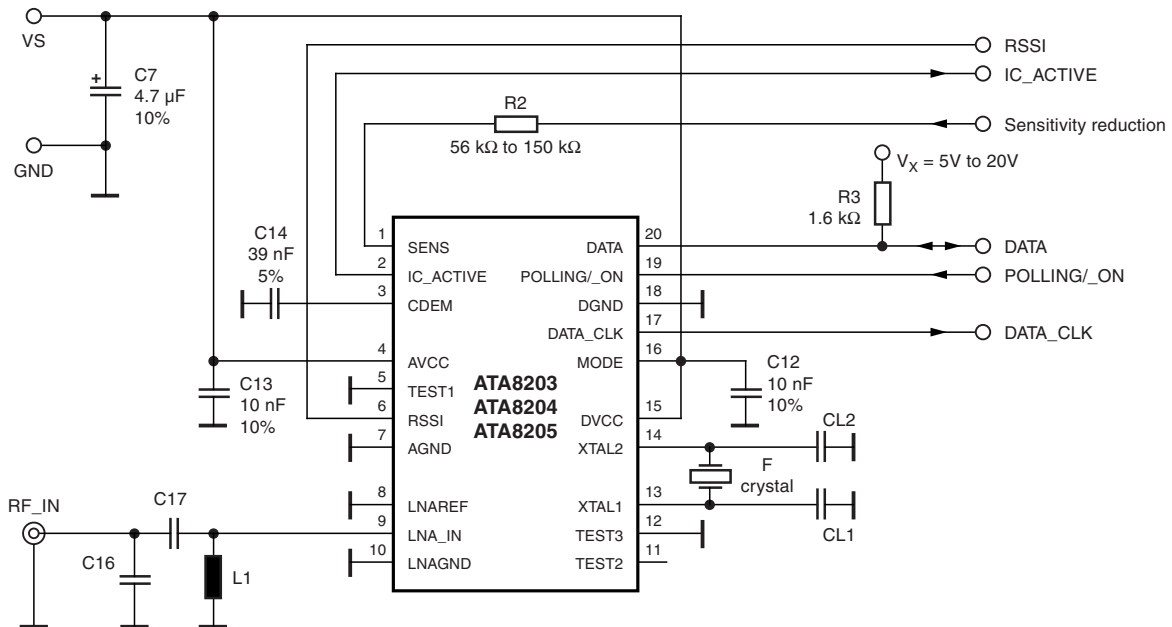 VS
C7
4.7 µF
10%
GND
RSSI
IC_ACTIVE
R2
56 kΩ to 150 kΩ
Sensitivity reduction
V_X = 5V to 20V
R3
1.6 kΩ
C14
39 nF
5%
1 SENS
2 IC_ACTIVE
3 CDEM
4 AVCC
5 TEST1
6 RSSI
7 AGND
8 LNAREF
9 LNA_IN
10 LNAGND
ATA8203
ATA8204
ATA8205
DATA 20
POLLING/_ON 19
DGND 18
DATA_CLK 17
MODE 16
DVCC 15
XTAL2 14
XTAL1 13
TEST3 12
TEST2 11
DATA
POLLING/_ON
DATA_CLK
C13
10 nF
10%
C12
10 nF
10%
CL2
F
crystal
CL1
RF_IN
C17
C16
L1